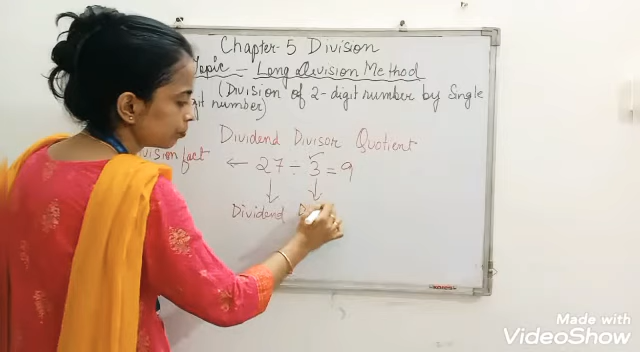 Chapter-5 Division
Topic - Long Division Method
(Division of 2-digit number by Single
digit number)
Dividend Divisor Quotient
Division fact ← 27 ÷ 3 = 9
Dividend D
Made with
VideoShow